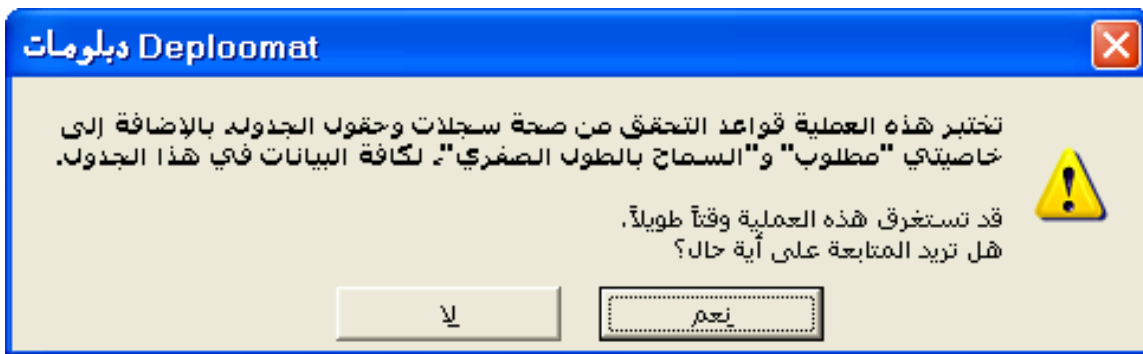 دبلومات Deploomat
تختبر هذه العملية قواعد التحقق من صحة سجلات وحقول الجدول، بالإضافة إلى
خاصيتي "مطلوب" و"السماح بالطول الصفري"، لكافة البيانات في هذا الجدول.
قد تستغرق هذه العملية وقتاً طويلاً.
هل تريد المتابعة على أية حال؟
نعم
لا